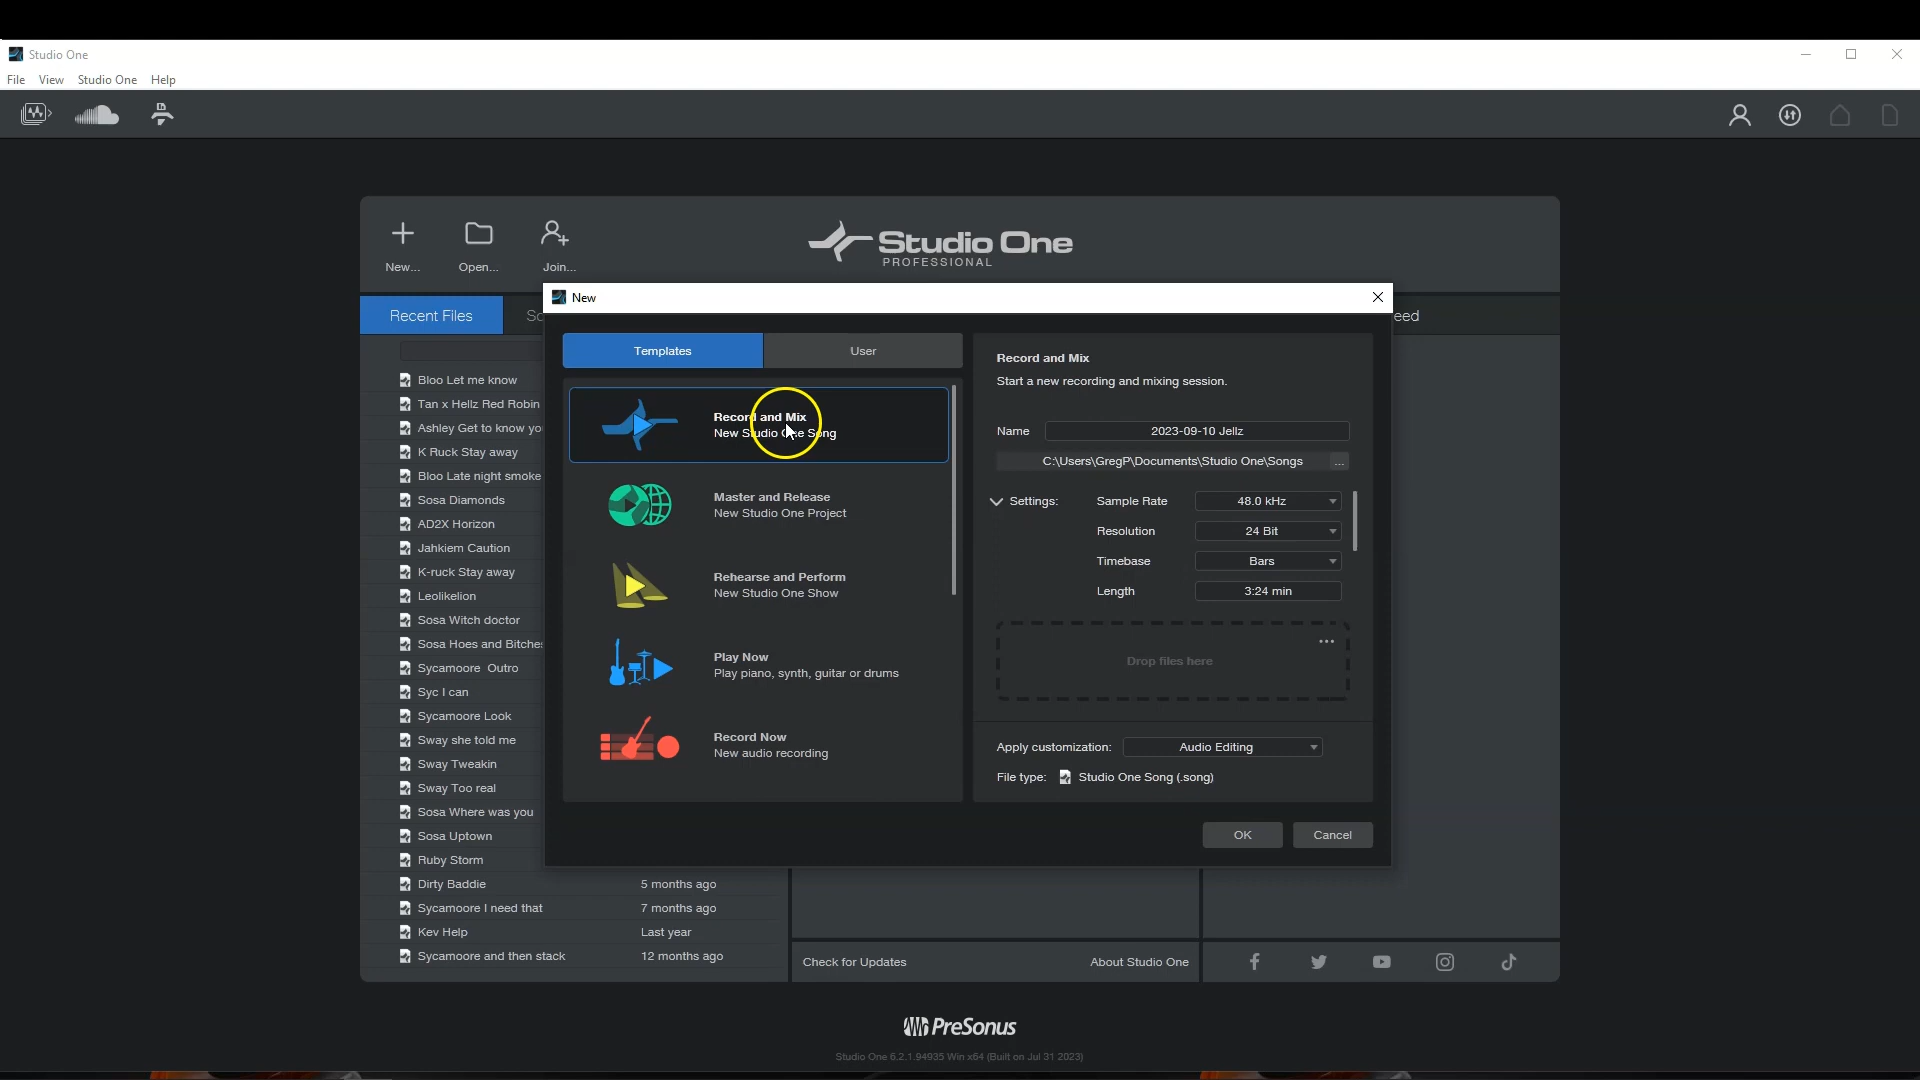 Studio One
File View Studio One Help
New...
Open...
Join...
Studio One
PROFESSIONAL
New
Recent Files
So
eed
Templates
User
Bloo Let me know
Tan x Hellz Red Robin
Ashley Get to know yo
K Ruck Stay away
Bloo Late night smoke
Sosa Diamonds
AD2X Horizon
Jahkiem Caution
K-ruck Stay away
Leolikelion
Sosa Witch doctor
Sosa Hoes and Bitche
Sycamoore Outro
Syc I can
Sycamoore Look
Sway she told me
Sway Tweakin
Sway Too real
Sosa Where was you
Sosa Uptown
Ruby Storm
Dirty Baddie 5 months ago
Sycamoore I need that 7 months ago
Kev Help Last year
Sycamoore and then stack 12 months ago
Record and Mix
New Studio One Song
Master and Release
New Studio One Project
Rehearse and Perform
New Studio One Show
Play Now
Play piano, synth, guitar or drums
Record Now
New audio recording
Record and Mix
Start a new recording and mixing session.
Name 2023-09-10 Jellz
C:\Users\GregP\Documents\Studio One\Songs ...
Settings: Sample Rate 48.0 kHz
Resolution 24 Bit
Timebase Bars
Length 3:24 min
Drop files here
Apply customization: Audio Editing
File type: Studio One Song (.song)
OK
Cancel
Check for Updates
About Studio One
PreSonus
Studio One 6.2.1.94935 Win x64 (Built on Jul 31 2023)